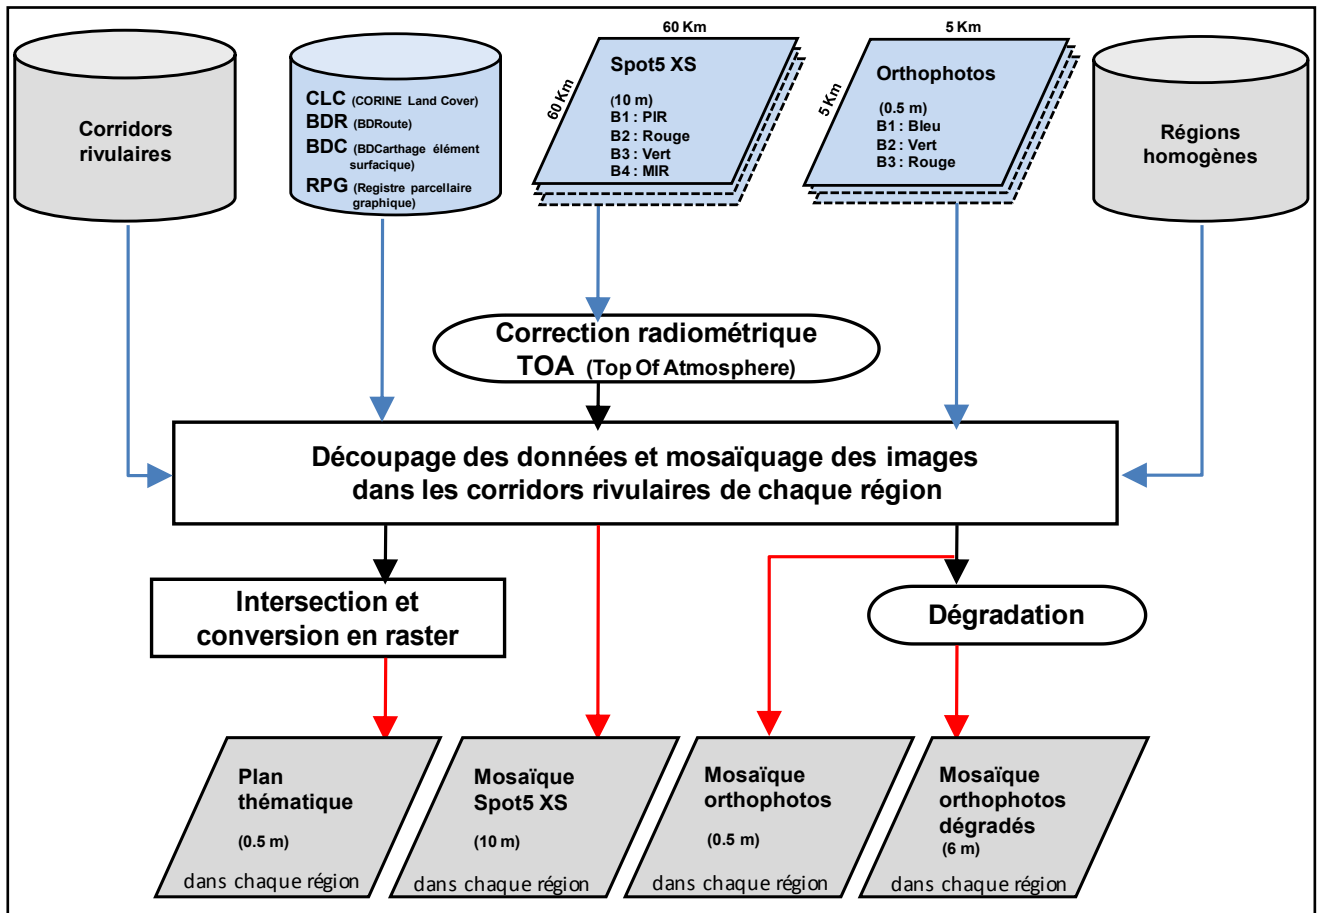 Corridors
rivulaires
CLC (CORINE Land Cover)
BDR (BDRoute)
BDC (BDCarthage élément
surfacique)
RPG (Registre parcellaire
graphique)
60 Km
60 Km
Spot5 XS
(10 m)
B1 : PIR
B2 : Rouge
B3 : Vert
B4 : MIR
5 Km
5 Km
Orthophotos
(0.5 m)
B1 : Bleu
B2 : Vert
B3 : Rouge
Régions
homogènes
Correction radiométrique
TOA (Top Of Atmosphere)
Découpage des données et mosaïquage des images
dans les corridors rivulaires de chaque région
Intersection et
conversion en raster
Dégradation
Plan
thématique
(0.5 m)
dans chaque région
Mosaïque
Spot5 XS
(10 m)
dans chaque région
Mosaïque
orthophotos
(0.5 m)
dans chaque région
Mosaïque
orthophotos
dégradés
(6 m)
dans chaque région